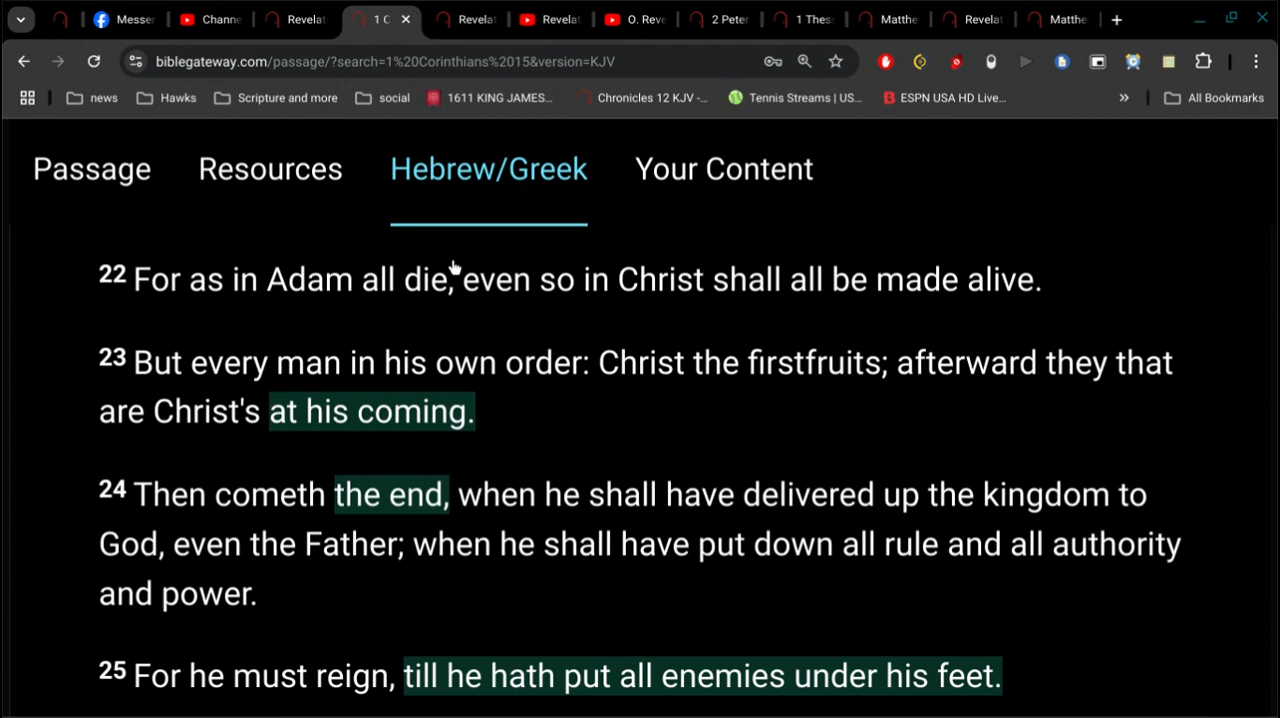 Messer
Channe
Revelat
1 C
Revelat
Revelat
O. Reve
2 Peter
1 Thes
Matthe
Revelat
Matthe
biblegateway.com/passage/?search=1%20Corinthians%2015&version=KJV
news
Hawks
Scripture and more
social
1611 KING JAMES...
Chronicles 12 KJV -...
Tennis Streams | US...
ESPN USA HD Live...
All Bookmarks
Passage
Resources
Hebrew/Greek
Your Content
22 For as in Adam all die, even so in Christ shall all be made alive.
23 But every man in his own order: Christ the firstfruits; afterward they that
are Christ's at his coming.
24 Then cometh the end, when he shall have delivered up the kingdom to
God, even the Father; when he shall have put down all rule and all authority
and power.
25 For he must reign, till he hath put all enemies under his feet.